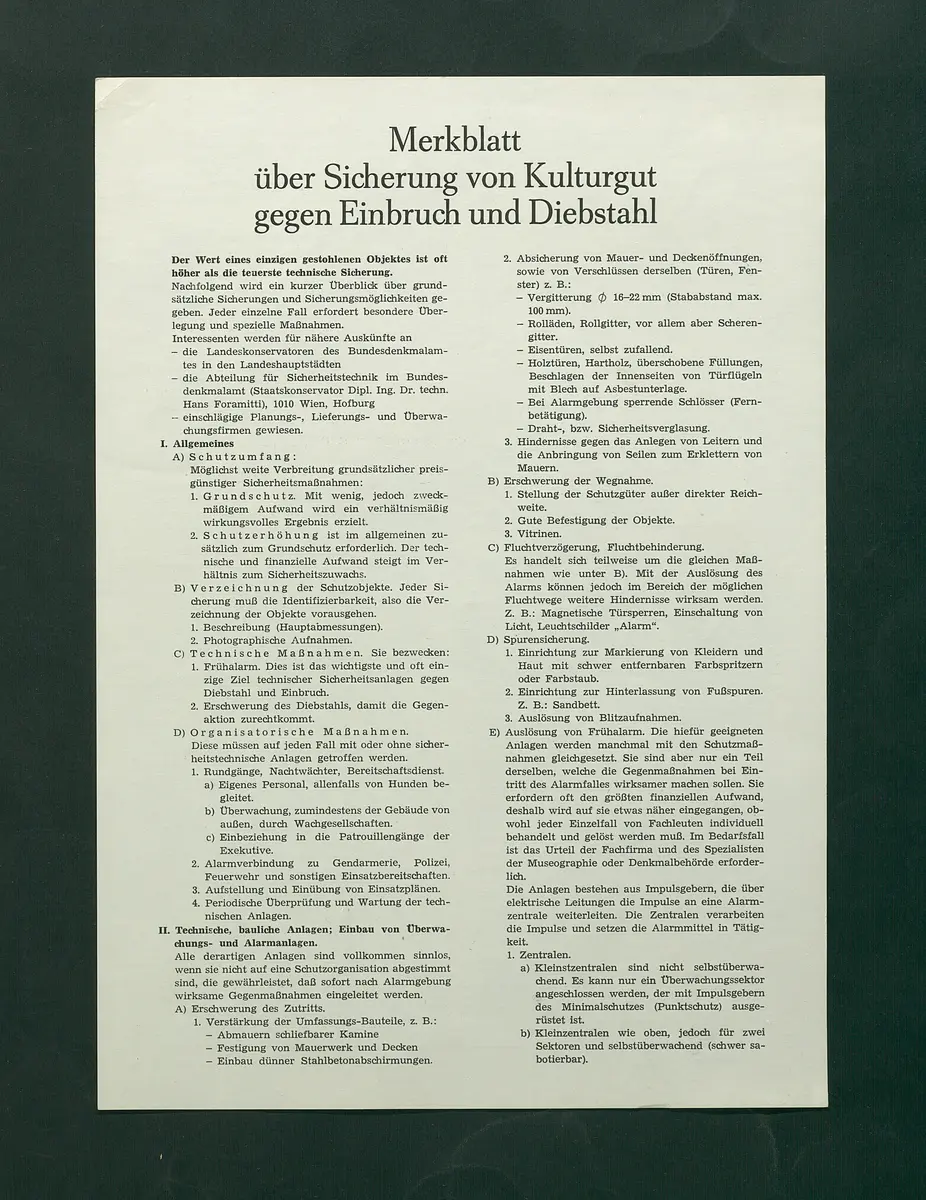 Merkblatt
über Sicherung von Kulturgut
gegen Einbruch und Diebstahl
Der Wert eines einzigen gestohlenen Objektes ist oft
höher als die teuerste technische Sicherung.
Nachfolgend wird ein kurzer Überblick über grund-
sätzliche Sicherungen und Sicherungsmöglichkeiten ge-
geben. Jeder einzelne Fall erfordert besondere Über-
legung und spezielle Maßnahmen.
Interessenten werden für nähere Auskünfte an
– die Landeskonservatoren des Bundesdenkmalam-
tes in den Landeshauptstädten
– die Abteilung für Sicherheitstechnik im Bundes-
denkmalamt (Staatskonservator Dipl. Ing. Dr. techn.
Hans Foramitti), 1010 Wien, Hofburg
– einschlägige Planungs-, Lieferungs- und Überwa-
chungsfirmen gewiesen.
I. Allgemeines
A) Schutzumfang:
Möglichst weite Verbreitung grundsätzlicher preis-
günstiger Sicherheitsmaßnahmen:
1. Grundschutz. Mit wenig, jedoch zweck-
mäßigem Aufwand wird ein verhältnismäßig
wirkungsvolles Ergebnis erzielt.
2. Schutzerhöhung ist im allgemeinen zu-
sätzlich zum Grundschutz erforderlich. Der tech-
nische und finanzielle Aufwand steigt im Ver-
hältnis zum Sicherheitszuwachs.
B) Verzeichnung der Schutzobjekte. Jeder Si-
cherung muß die Identifizierbarkeit, also die Ver-
zeichnung der Objekte vorausgehen.
1. Beschreibung (Hauptabmessungen).
2. Photographische Aufnahmen.
C) Technische Maßnahmen. Sie bezwecken:
1. Frühalarm. Dies ist das wichtigste und oft ein-
zige Ziel technischer Sicherheitsanlagen gegen
Diebstahl und Einbruch.
2. Erschwerung des Diebstahls, damit die Gegen-
aktion zurechtkommt.
D) Organisatorische Maßnahmen.
Diese müssen auf jeden Fall mit oder ohne sicher-
heitstechnischen Anlagen getroffen werden.
1. Rundgänge, Nachtwächter, Bereitschaftsdienst.
a) Eigenes Personal, allenfalls von Hunden be-
gleitet.
b) Überwachung, zumindestens der Gebäude von
außen, durch Wachgesellschaften.
c) Einbeziehung in die Patrouillengänge der
Exekutive.
2. Alarmverbindung zu Gendarmerie, Polizei,
Feuerwehr und sonstigen Einsatzbereitschaften.
3. Aufstellung und Einübung von Einsatzplänen.
4. Periodische Überprüfung und Wartung der tech-
nischen Anlagen.
II. Technische, bauliche Anlagen; Einbau von Überwa-
chungs- und Alarmanlagen.
Alle derartigen Anlagen sind vollkommen sinnlos,
wenn sie nicht auf eine Schutzorganisation abgestimmt
sind, die gewährleistet, daß sofort nach Alarmgebung
wirksame Gegenmaßnahmen eingeleitet werden.
A) Erschwerung des Zutritts.
1. Verstärkung der Umfassungs-Bauteile, z. B.:
– Abmauern schliefbarer Kamine
– Festigung von Mauerwerk und Decken
– Einbau dünner Stahlbetonabschirmungen.
2. Absicherung von Mauer- und Deckenöffnungen,
sowie von Verschlüssen derselben (Türen, Fen-
ster) z. B.:
– Vergitterung ∅ 16–22 mm (Stababstand max.
100 mm).
– Rolläden, Rollgitter, vor allem aber Scheren-
gitter.
– Eisentüren, selbst zufallend.
– Holztüren, Hartholz, überschobene Füllungen,
Beschlagen der Innenseiten von Türflügeln
mit Blech auf Asbestunterlage.
– Bei Alarmgebung sperrende Schlösser (Fern-
betätigung).
– Draht-, bzw. Sicherheitsverglasung.
3. Hindernisse gegen das Anlegen von Leitern und
die Anbringung von Seilen zum Erklettern von
Mauern.
B) Erschwerung der Wegnahme.
1. Stellung der Schutzgüter außer direkter Reich-
weite.
2. Gute Befestigung der Objekte.
3. Vitrinen.
C) Fluchtverzögerung, Fluchtbehinderung.
Es handelt sich teilweise um die gleichen Maß-
nahmen wie unter B). Mit der Auslösung des
Alarms können jedoch im Bereich der möglichen
Fluchtwege weitere Hindernisse wirksam werden.
Z. B.: Magnetische Türsperren, Einschaltung von
Licht, Leuchtschilder „Alarm“.
D) Spurensicherung.
1. Einrichtung zur Markierung von Kleidern und
Haut mit schwer entfernbaren Farbspritzern
oder Farbstaub.
2. Einrichtung zur Hinterlassung von Fußspuren.
Z. B.: Sandbett.
3. Auslösung von Blitzaufnahmen.
E) Auslösung von Frühalarm. Die hiefür geeigneten
Anlagen werden manchmal mit den Schutzmaß-
nahmen gleichgesetzt. Sie sind aber nur ein Teil
derselben, welche die Gegenmaßnahmen bei Ein-
tritt des Alarmfalles wirksamer machen sollen. Sie
erfordern oft den größten finanziellen Aufwand,
deshalb wird auf sie etwas näher eingegangen, ob-
wohl jeder Einzelfall von Fachleuten individuell
behandelt und gelöst werden muß. Im Bedarfsfall
ist das Urteil der Fachfirma und des Spezialisten
der Museographie oder Denkmalbehörde erforder-
lich.
Die Anlagen bestehen aus Impulsgebern, die über
elektrische Leitungen die Impulse an eine Alarm-
zentrale weiterleiten. Die Zentralen verarbeiten
die Impulse und setzen die Alarmmittel in Tätig-
keit.
1. Zentralen.
a) Kleinstzentralen sind nicht selbstüberwa-
chend. Es kann nur ein Überwachungssektor
angeschlossen werden, der mit Impulsgebern
des Minimalschutzes (Punktschutz) ausge-
rüstet ist.
b) Kleinzentralen wie oben, jedoch für zwei
Sektoren und selbstüberwachend (schwer sa-
botierbar).